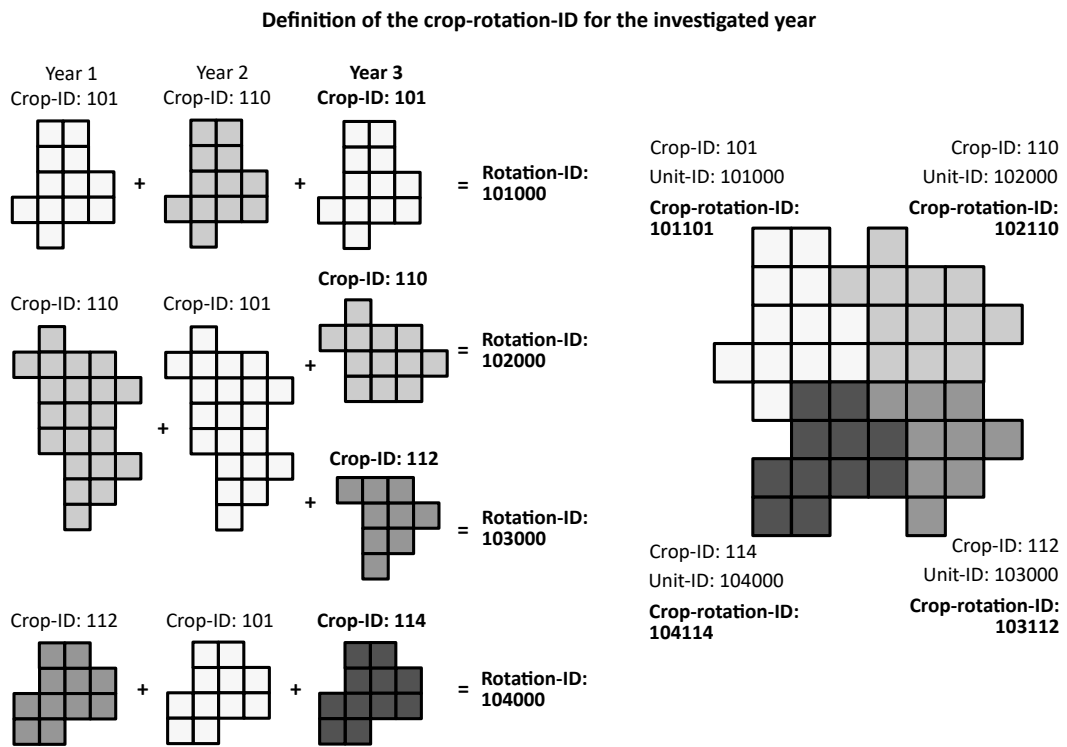 Definition of the crop-rotation-ID for the investigated year
Year 1
Crop-ID: 101
Year 2
Crop-ID: 110
Year 3
Crop-ID: 101
+
+
=
Rotation-ID:
101000
Crop-ID: 110
Crop-ID: 101
Crop-ID: 110
+
+
=
Rotation-ID:
102000
Crop-ID: 112
+
=
Rotation-ID:
103000
Crop-ID: 112
Crop-ID: 101
Crop-ID: 114
+
+
=
Rotation-ID:
104000
Crop-ID: 101
Unit-ID: 101000
Crop-rotation-ID:
101101
Crop-ID: 110
Unit-ID: 102000
Crop-rotation-ID:
102110
Crop-ID: 114
Unit-ID: 104000
Crop-rotation-ID:
104114
Crop-ID: 112
Unit-ID: 103000
Crop-rotation-ID:
103112